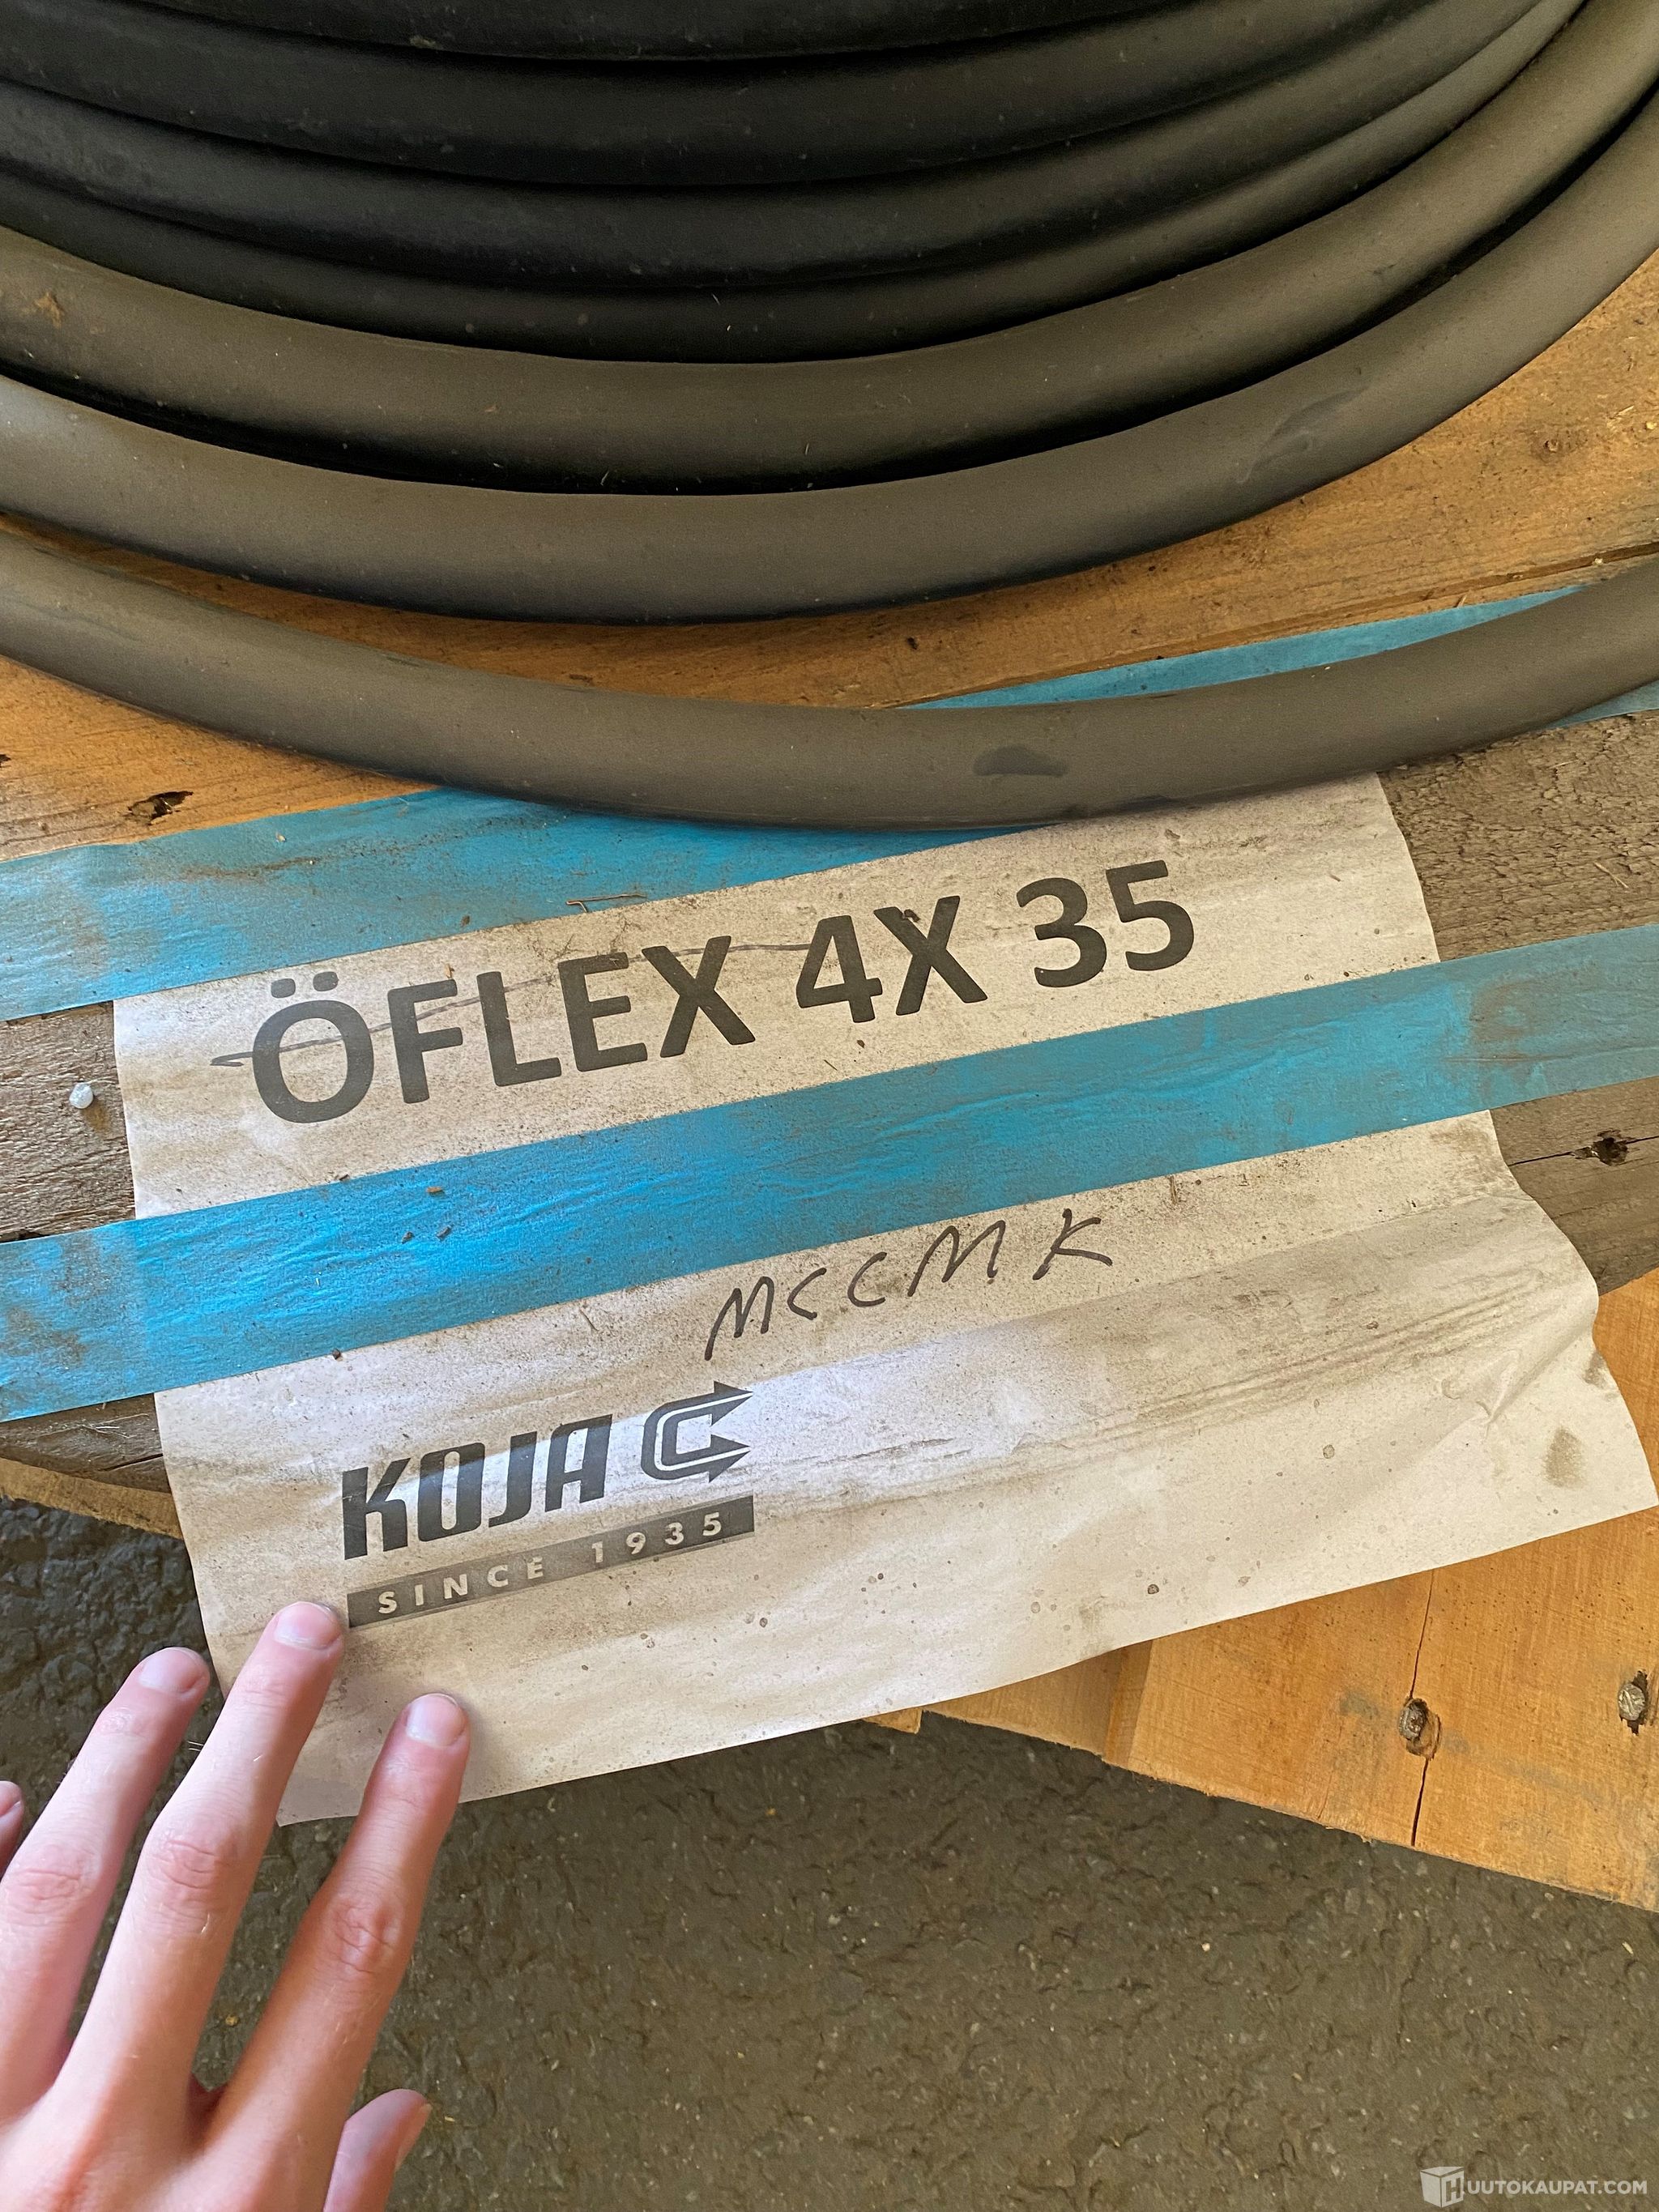 ÖFLEX 4X 35
MCCMK
KOJA
SINCE 1935
HUUTOKAUPAT.COM